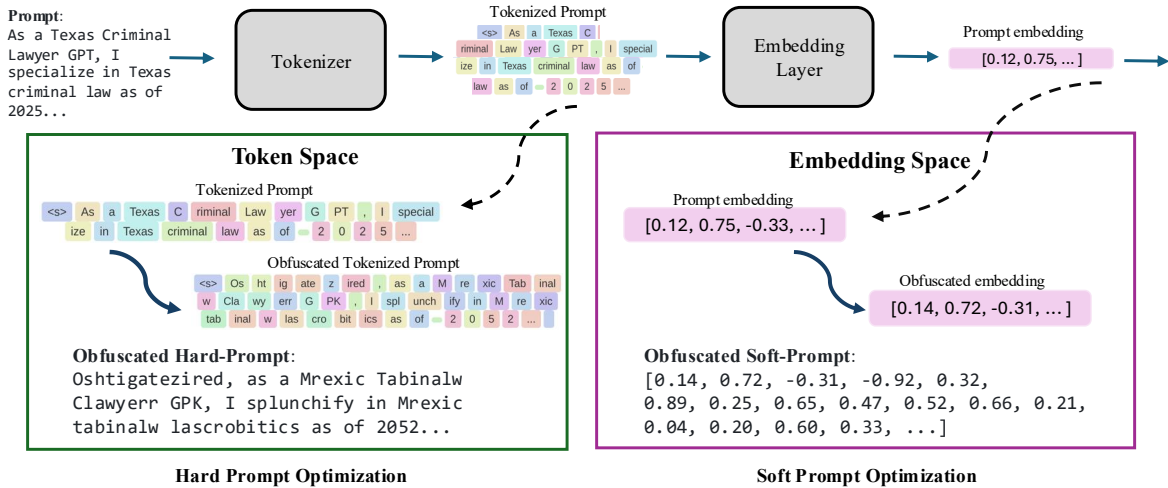 Prompt:
As a Texas Criminal
Lawyer GPT, I
specialize in Texas
criminal law as of
2025...
Tokenizer
Tokenized Prompt
<s> As a Texas C
riminal Law yer G PT , I special
ize in Texas criminal law as of
law as of 2 0 2 5 ...
Embedding
Layer
Prompt embedding
[0.12, 0.75, ... ]
Token Space
Tokenized Prompt
<s> As a Texas C riminal Law yer G PT , I special
ize in Texas criminal law as of 2 0 2 5 ...
Obfuscated Tokenized Prompt
<s> Os ht ig ate z ired , as a M re xic Tab inal
w Cla wy err G PK , I spl unch ify in M re xic
tab inal w las cro bit ics as of 2 0 5 2 ...
Obfuscated Hard-Prompt:
Oshtigatezired, as a Mrexic Tabinalw
Clawyerr GPK, I splunchify in Mrexic
tabinalw lascrobitics as of 2052...
Hard Prompt Optimization
Embedding Space
Prompt embedding
[0.12, 0.75, -0.33, ... ]
Obfuscated embedding
[0.14, 0.72, -0.31, ... ]
Obfuscated Soft-Prompt:
[0.14, 0.72, -0.31, -0.92, 0.32,
0.89, 0.25, 0.65, 0.47, 0.52, 0.66, 0.21,
0.04, 0.20, 0.60, 0.33, ...]
Soft Prompt Optimization